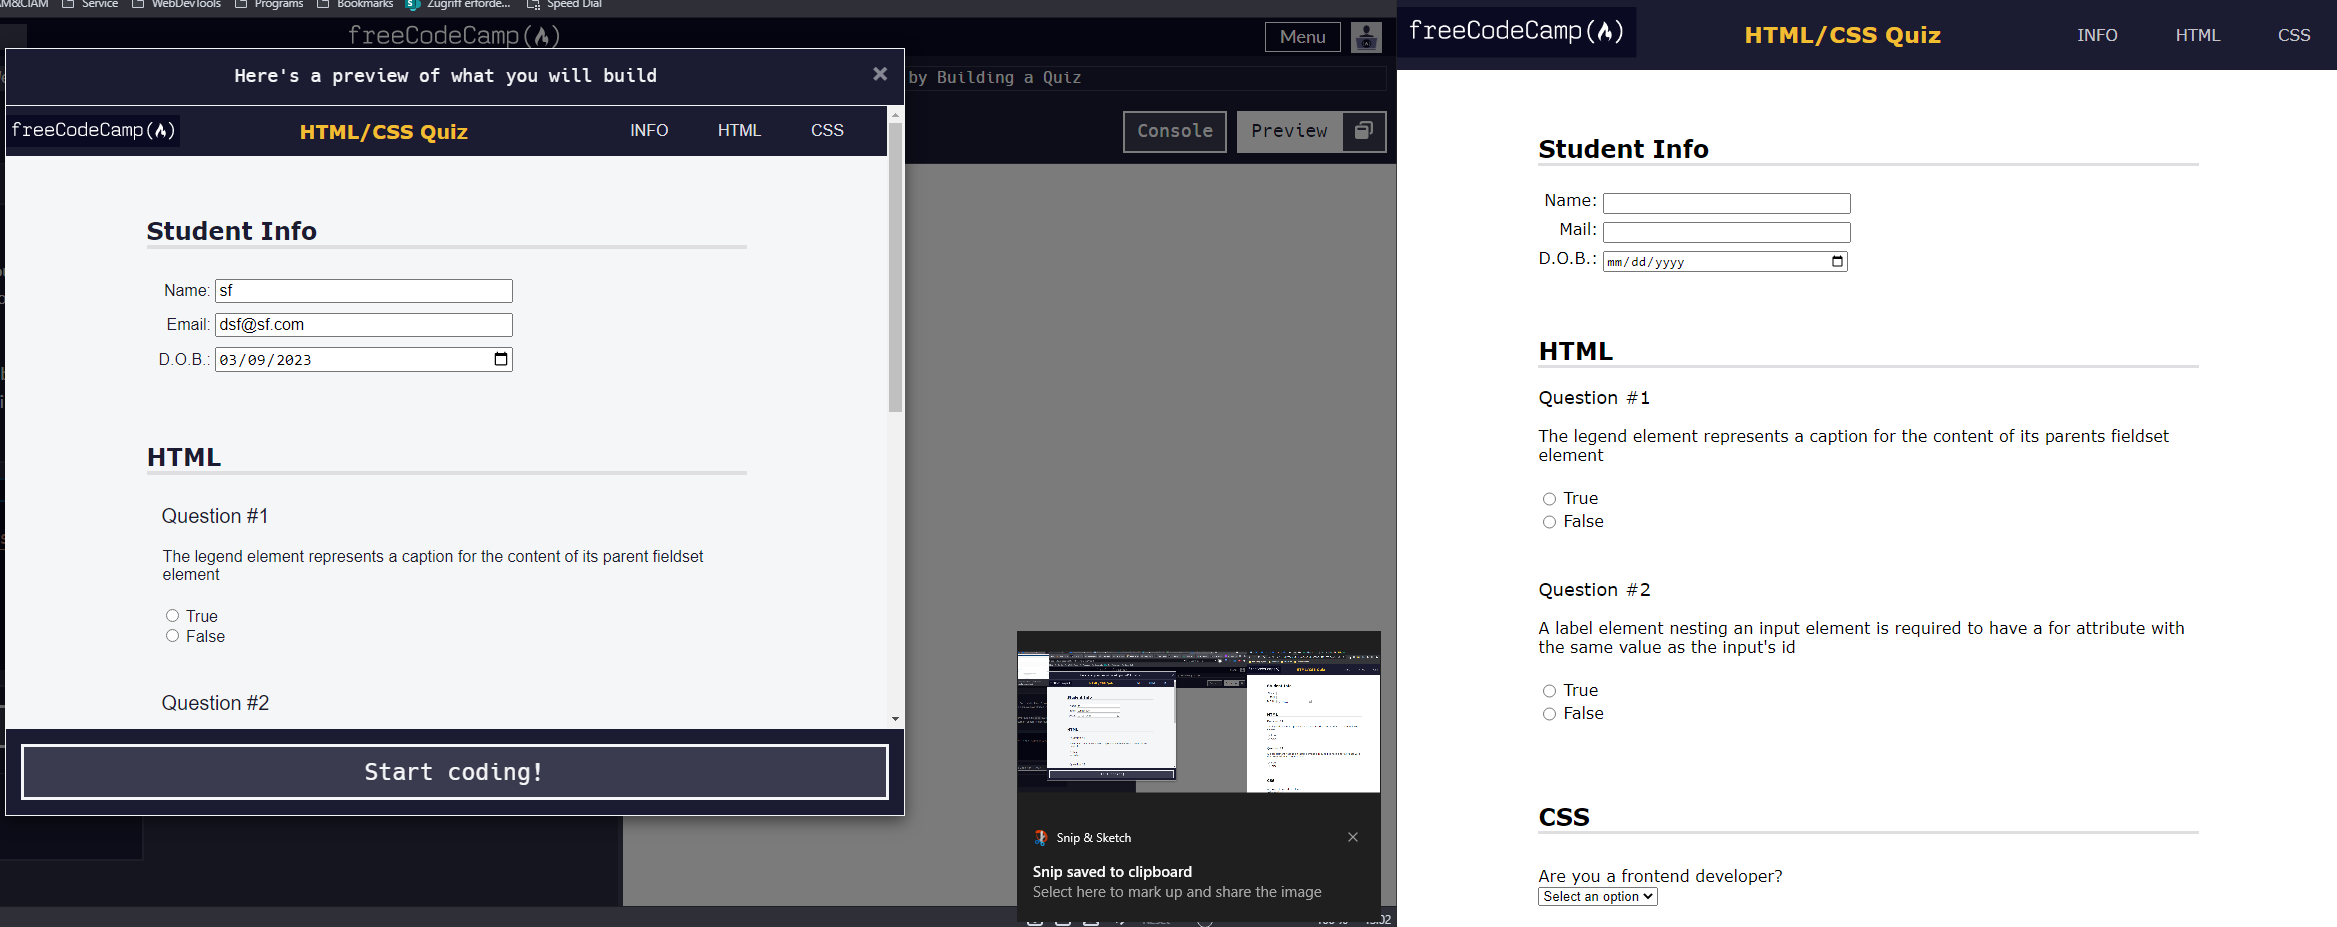 Service
WebDevTools
Programs
Bookmarks
Zugriff erforde...
Speed Dial
freeCodeCamp
Menu
by Building a Quiz
Console
Preview
Here's a preview of what you will build
freeCodeCamp
HTML/CSS Quiz
INFO
HTML
CSS
Student Info
Name: sf
Email: dsf@sf.com
D.O.B.: 03/09/2023
HTML
Question #1
The legend element represents a caption for the content of its parent fieldset
element
True
False
Question #2
Start coding!
Snip & Sketch
Snip saved to clipboard
Select here to mark up and share the image
freeCodeCamp
HTML/CSS Quiz
INFO
HTML
CSS
Student Info
Name:
Mail:
D.O.B.: mm/dd/yyyy
HTML
Question #1
The legend element represents a caption for the content of its parents fieldset
element
True
False
Question #2
A label element nesting an input element is required to have a for attribute with
the same value as the input's id
True
False
CSS
Are you a frontend developer?
Select an option